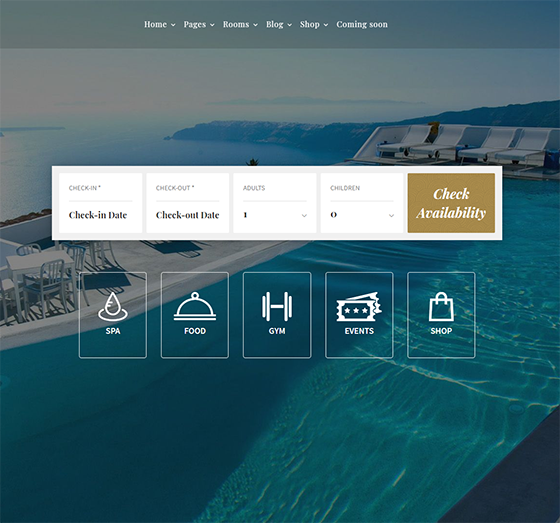 Home Pages Rooms Blog Shop Coming soon
CHECK-IN * CHECK-OUT * ADULTS CHILDREN
Check-in Date Check-out Date 1 0
Check
Availability
SPA FOOD GYM EVENTS SHOP